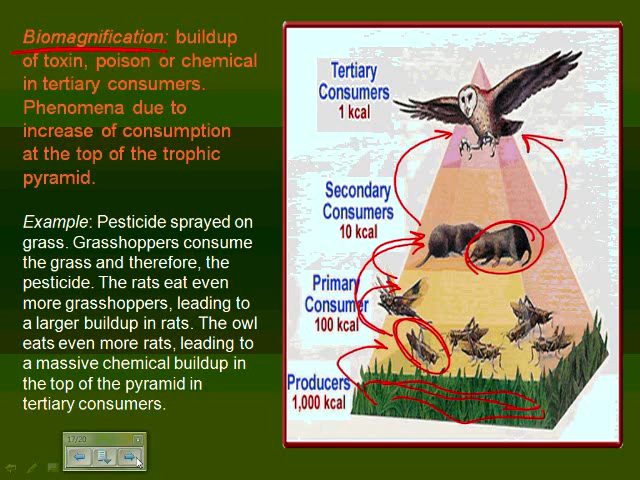 Biomagnification: buildup
of toxin, poison or chemical
in tertiary consumers.
Phenomena due to
increase of consumption
at the top of the trophic
pyramid.
Example: Pesticide sprayed on
grass. Grasshoppers consume
the grass and therefore, the
pesticide. The rats eat even
more grasshoppers, leading to
a larger buildup in rats. The owl
eats even more rats, leading to
a massive chemical buildup in
the top of the pyramid in
tertiary consumers.
Tertiary
Consumers
1 kcal
Secondary
Consumers
10 kcal
Primary
Consumer
100 kcal
Producers
1,000 kcal
17/20